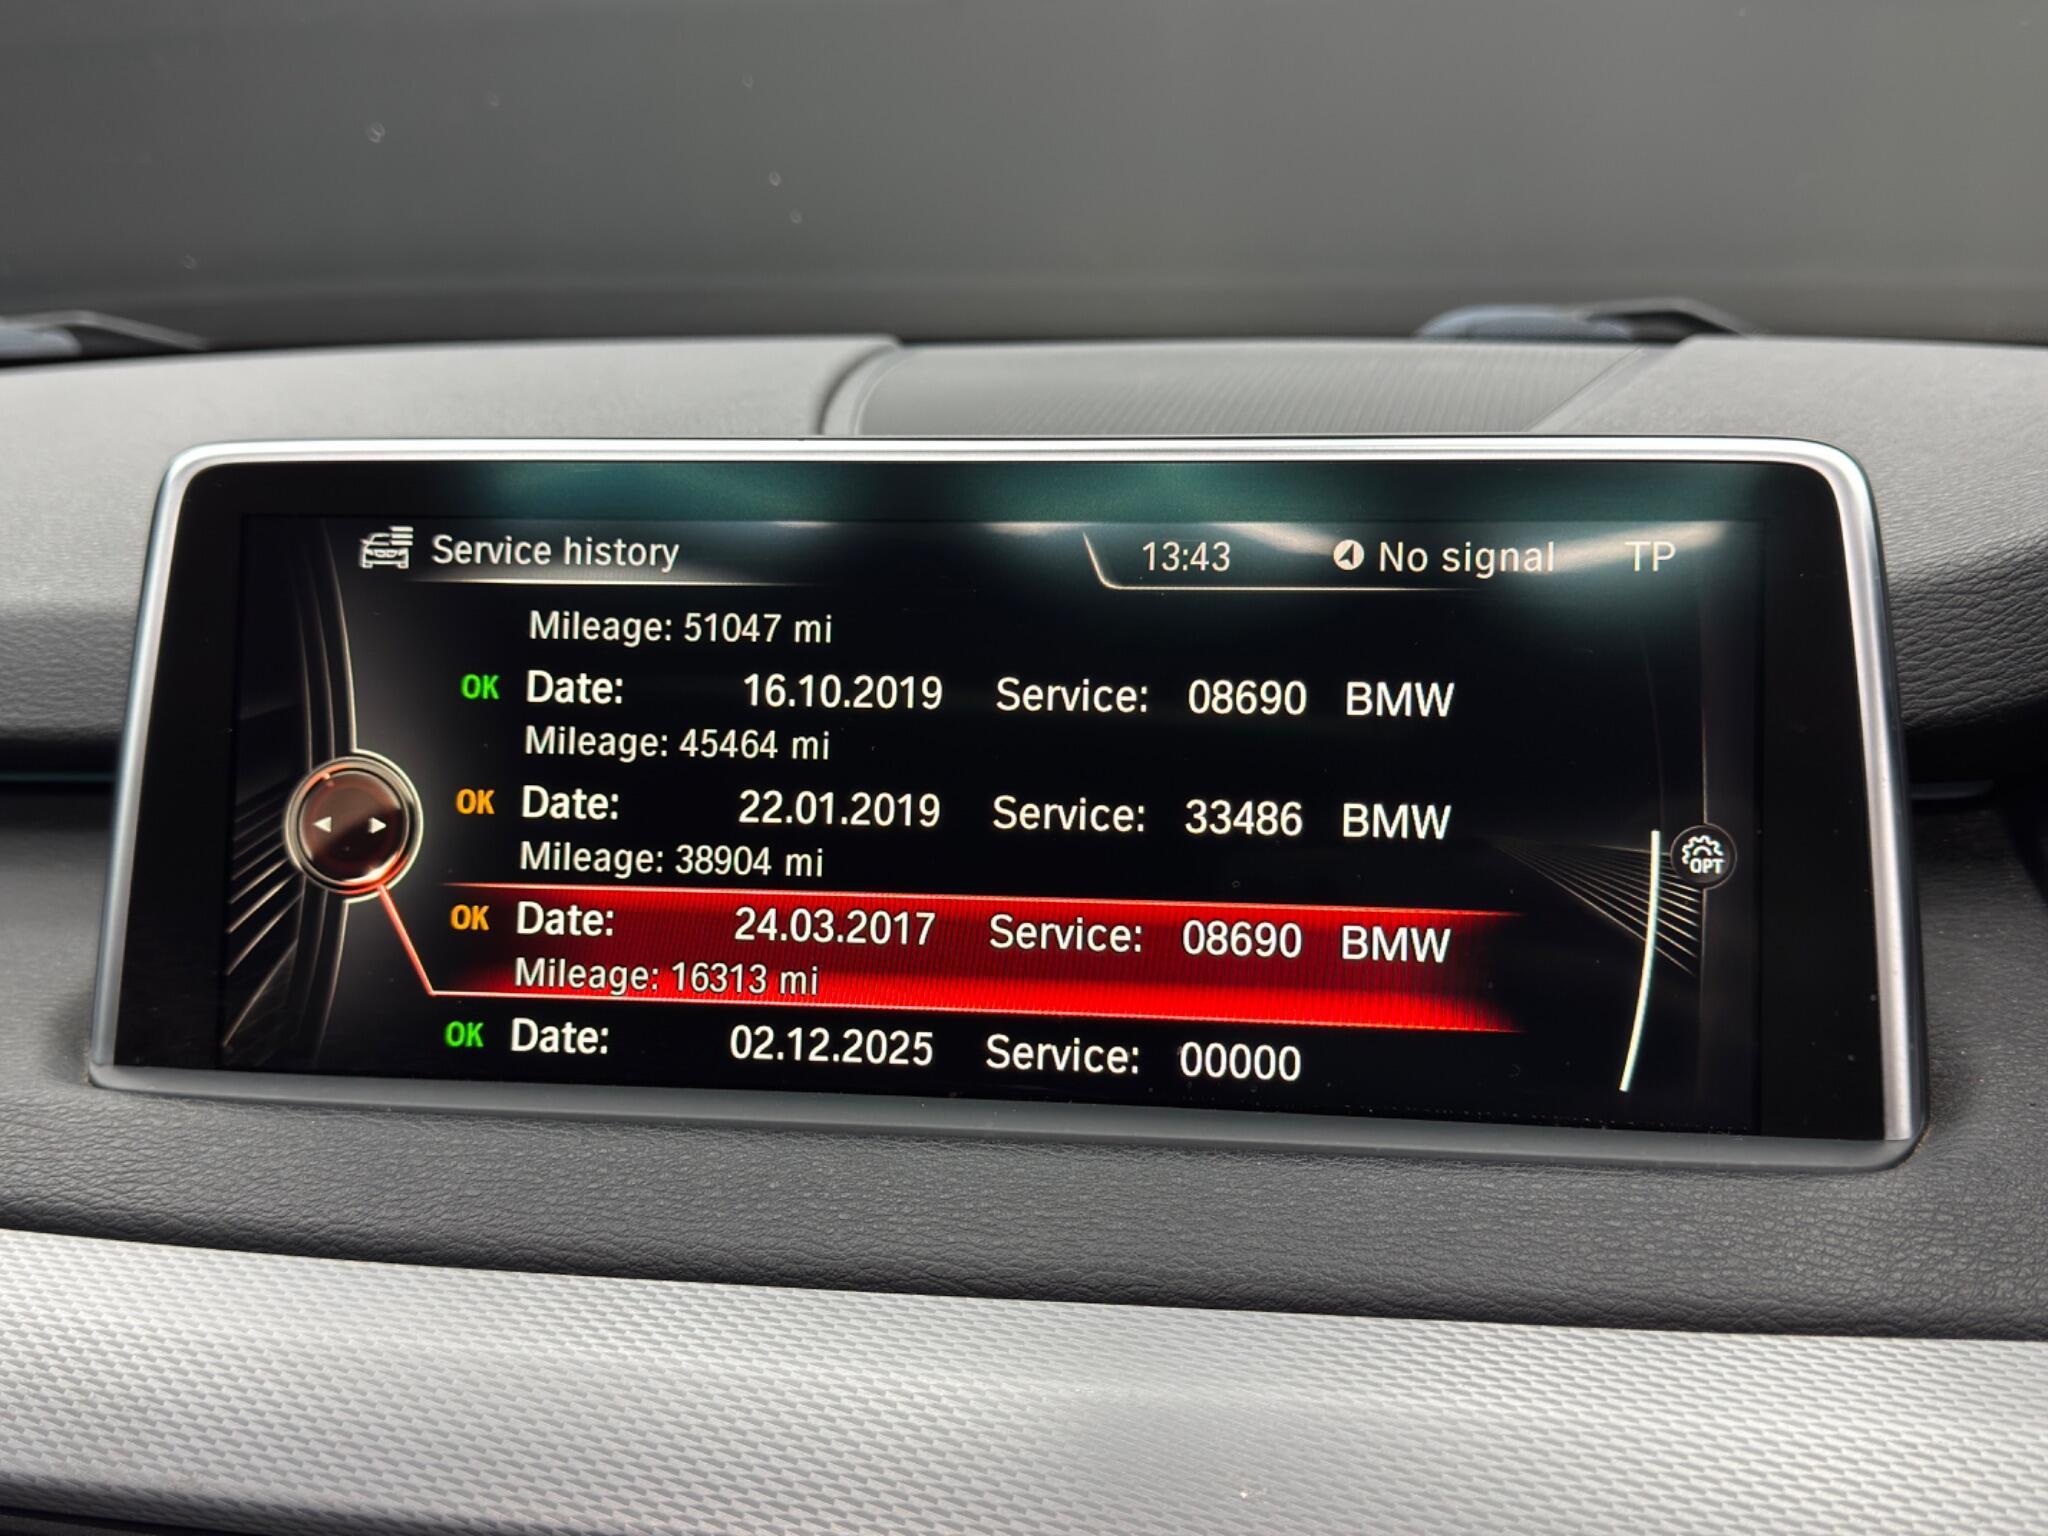 Service history 13:43 No signal TP
Mileage: 51047 mi
OK Date: 16.10.2019 Service: 08690 BMW
Mileage: 45464 mi
OK Date: 22.01.2019 Service: 33486 BMW
Mileage: 38904 mi
OK Date: 24.03.2017 Service: 08690 BMW
Mileage: 16313 mi
OK Date: 02.12.2025 Service: 00000
OPT